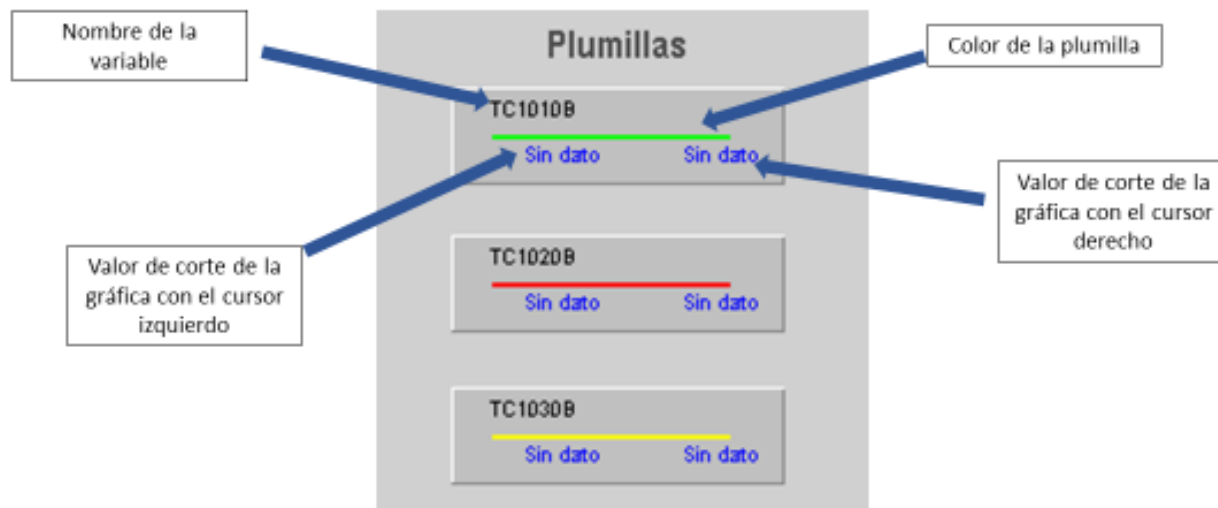 Nombre de la
variable
Plumillas
Color de la plumilla
TC1010B
Sin dato Sin dato
Valor de corte de la
gráfica con el cursor
derecho
Valor de corte de la
gráfica con el cursor
izquierdo
TC1020B
Sin dato Sin dato
TC1030B
Sin dato Sin dato